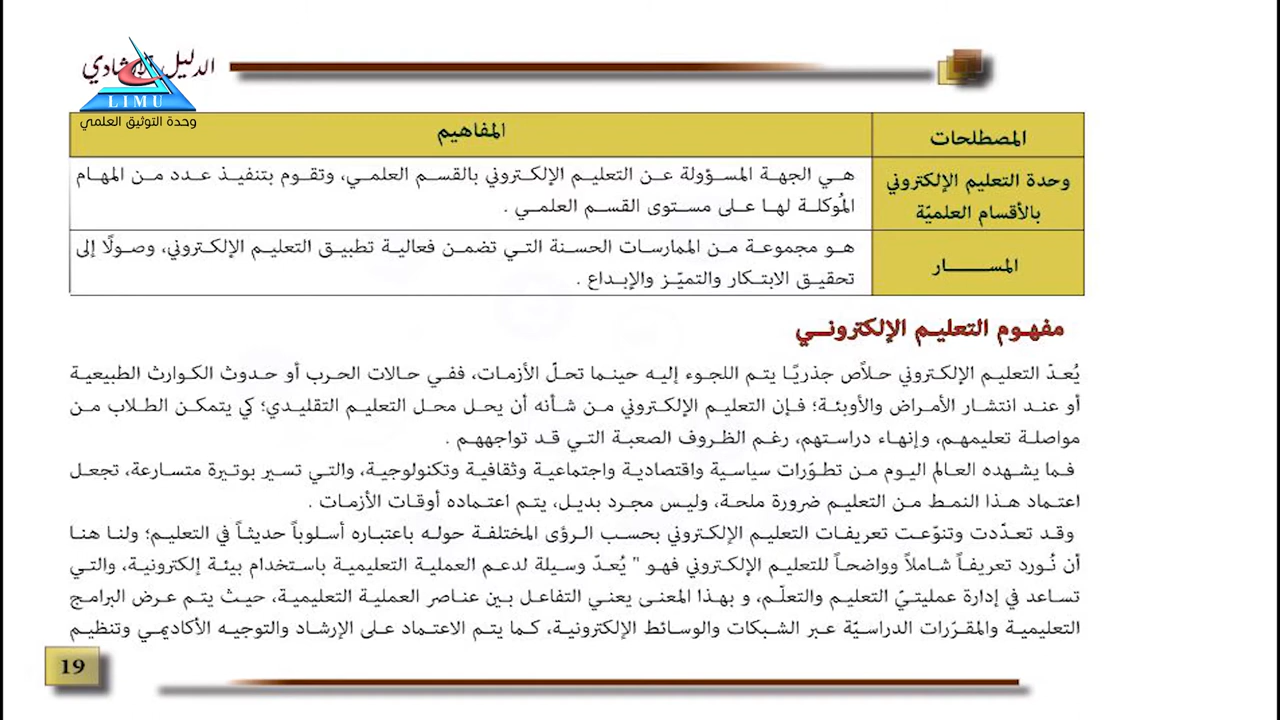 الدليل الإرشادي
LIMU
وحدة التوثيق العلمي
المصطلحات
المفاهيم
وحدة التعليم الإلكتروني
بالأقسام العلميّة
هي الجهة المسؤولة عن التعليم الإلكتروني بالقسم العلمي، وتقوم بتنفيذ عدد من المهام
المُوكلة لها على مستوى القسم العلمي .
المســـــــار
هو مجموعة من الممارسات الحسنة التي تضمن فعالية تطبيق التعليم الإلكتروني، وصولًا إلى
تحقيق الابتكار والتميّز والإبداع .
مفهوم التعليم الإلكتروني
يُعدّ التعليم الإلكتروني حلاًص جذريًا يتم اللجوء إليه حينما تحلّ الأزمات، ففي حالات الحرب أو حدوث الكوارث الطبيعية
أو عند انتشار الأمراض والأوبئة؛ فإن التعليم الإلكتروني من شأنه أن يحل محل التعليم التقليدي؛ كي يتمكن الطلاب من
مواصلة تعليمهم، وإنهاء دراستهم، رغم الظروف الصعبة التي قد تواجههم .
فما يشهده العالم اليوم من تطوّرات سياسية واقتصادية واجتماعية وثقافية وتكنولوجية، والتي تسير بوتيرة متسارعة، تجعل
اعتماد هذا النمط من التعليم ضرورة ملحة، وليس مجرد بديل، يتم اعتماده أوقات الأزمات .
وقد تعدّدت وتنوّعت تعريفات التعليم الإلكتروني بحسب الرؤى المختلفة حوله باعتباره أسلوباً حديثاً في التعليم؛ ولنا هنا
أن نُورد تعريفاً شاملاً وواضحاً للتعليم الإلكتروني فهو " يُعدّ وسيلة لدعم العملية التعليمية باستخدام بيئة إلكترونية، والتي
تساعد في إدارة عمليتيّ التعليم والتعلّم، و بهذا المعنى يعني التفاعل بين عناصر العملية التعليمية، حيث يتم عرض البرامج
التعليمية والمقرّرات الدراسيّة عبر الشبكات والوسائط الإلكترونية، كما يتم الاعتماد على الإرشاد والتوجيه الأكاديمي وتنظيم
19